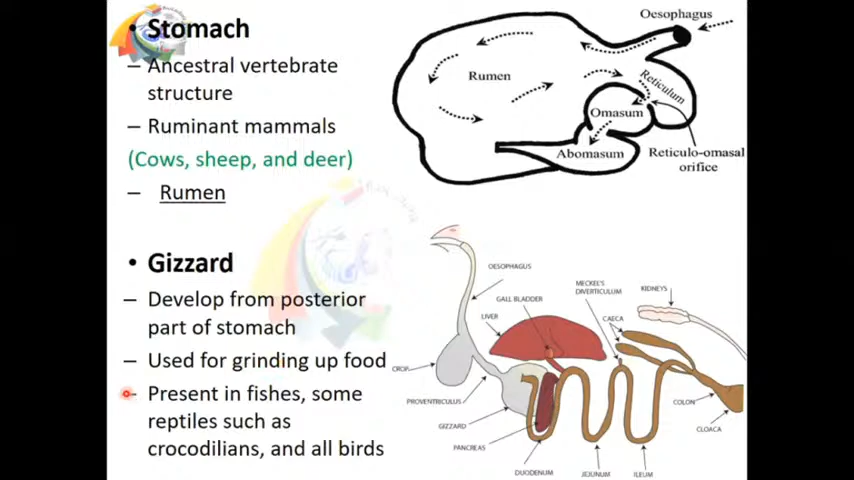 • Stomach
– Ancestral vertebrate
structure
– Ruminant mammals
(Cows, sheep, and deer)
– Rumen
• Gizzard
– Develop from posterior
part of stomach
– Used for grinding up food
– Present in fishes, some
reptiles such as
crocodilians, and all birds
Oesophagus
Rumen
Reticulum
Omasum
Abomasum
Reticulo-omasal
orifice
OESOPHAGUS
GALL BLADDER
LIVER
MECKEL'S
DIVERTICULUM
KIDNEYS
CAECA
CROP
PROVENTRICULUS
GIZZARD
PANCREAS
DUODENUM
JEJUNUM
ILEUM
COLON
CLOACA